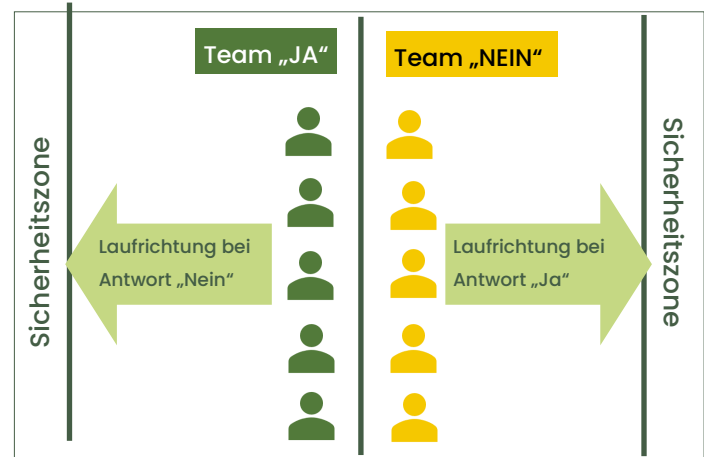 Team „JA“
Team „NEIN“
Sicherheitszone
Laufrichtung bei
Antwort „Nein“
Laufrichtung bei
Antwort „Ja“
Sicherheitszone